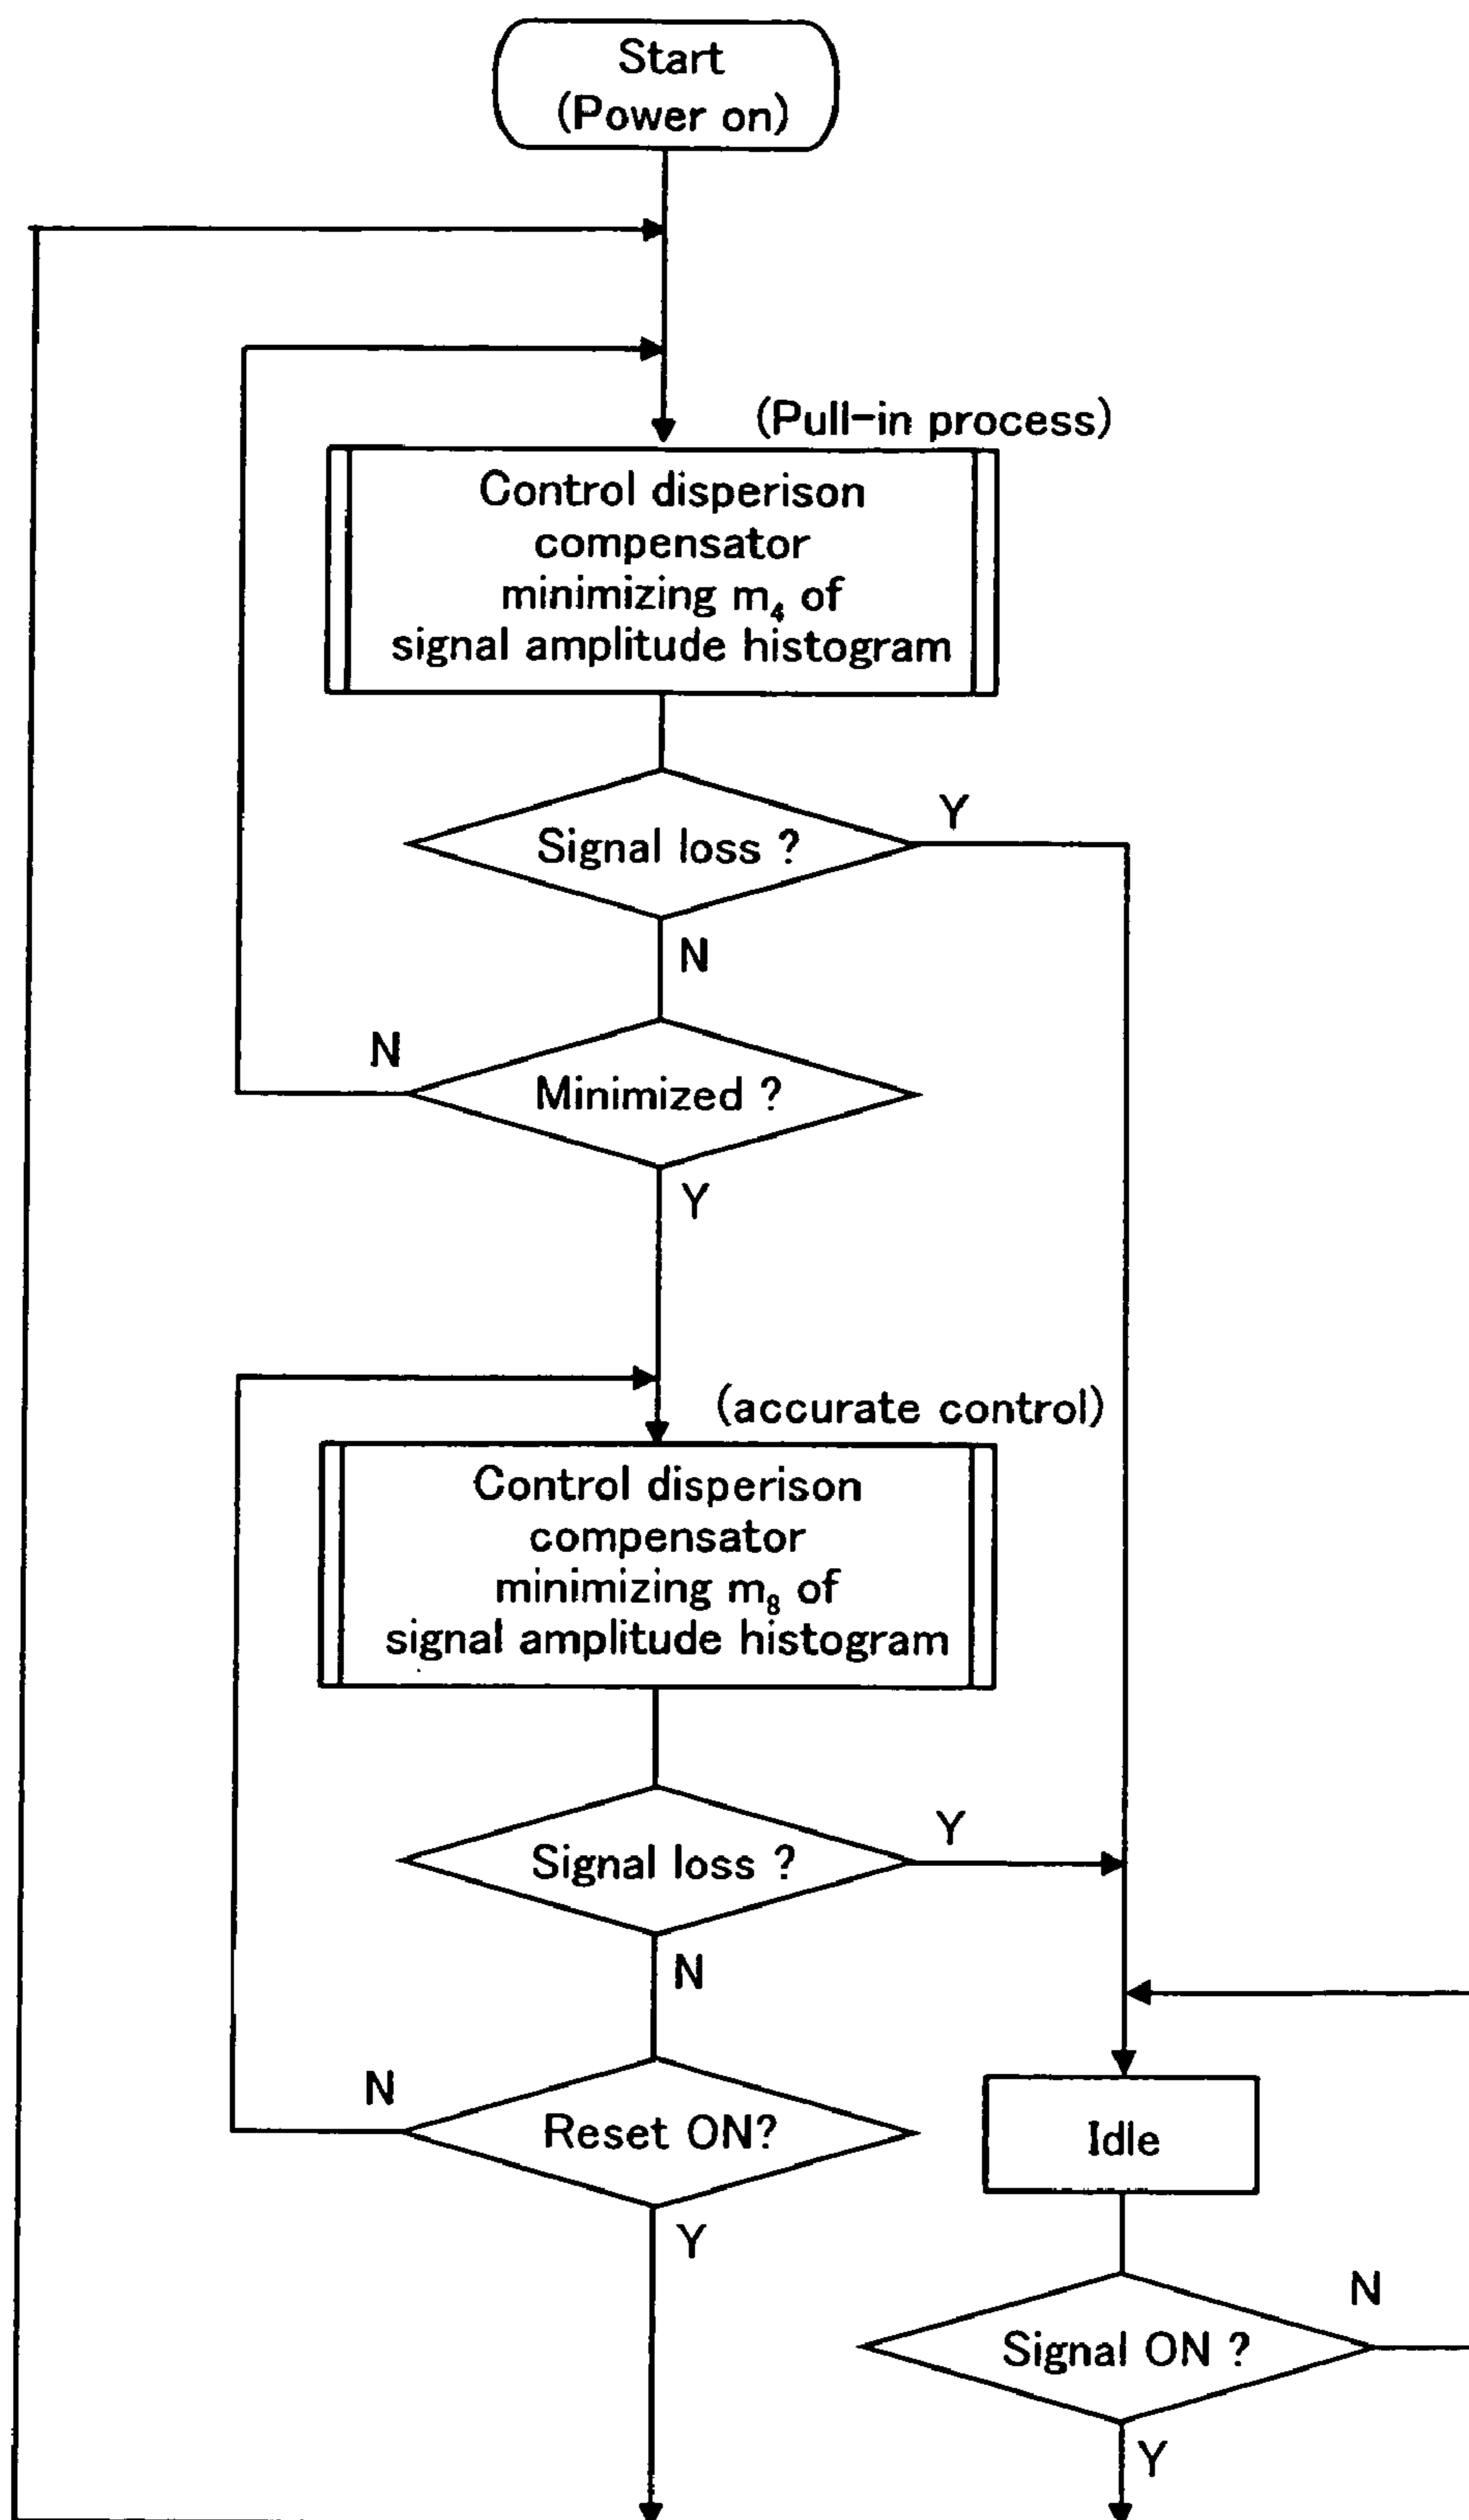 Start
(Power on)
(Pull-in process)
Control disperison
compensator
minimizing m₄ of
signal amplitude histogram
Signal loss ?
Y
N
Minimized ?
N
Y
(accurate control)
Control disperison
compensator
minimizing m₈ of
signal amplitude histogram
Signal loss ?
Y
N
Reset ON?
N
Y
Idle
Signal ON ?
N
Y